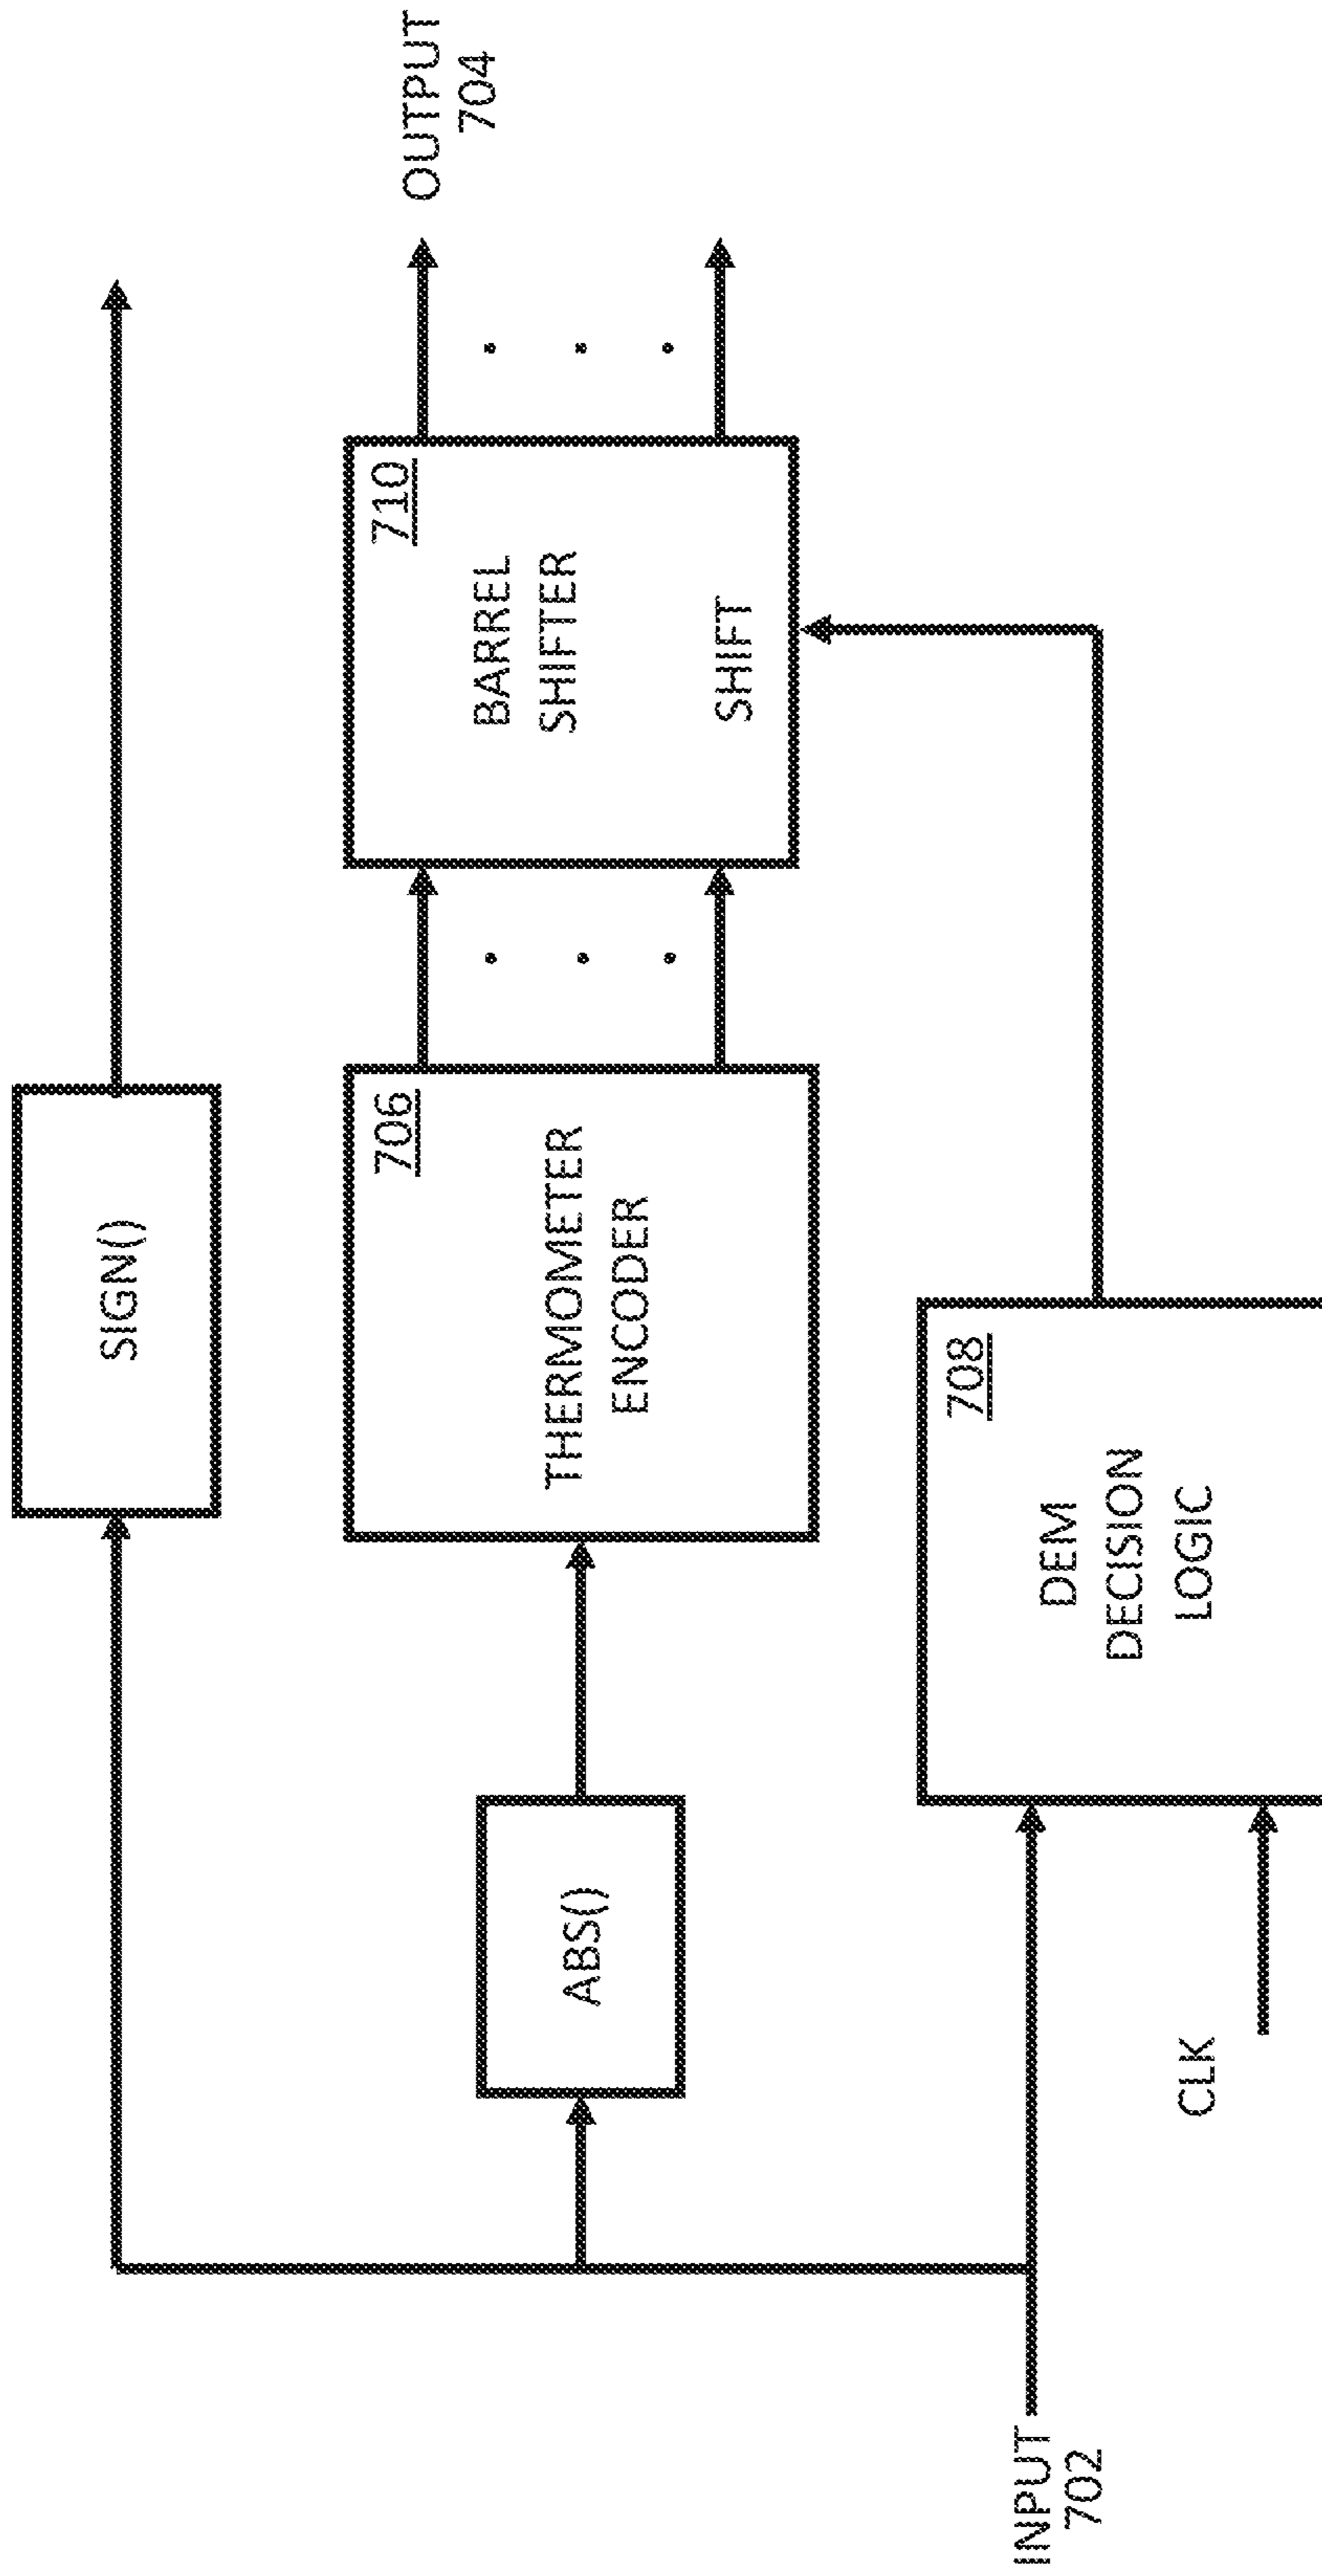 SIGN()
706
THERMOMETER
ENCODER
710
BARREL
SHIFTER
SHIFT
OUTPUT
704
ABS()
708
DEM
DECISION
LOGIC
INPUT
702
CLK